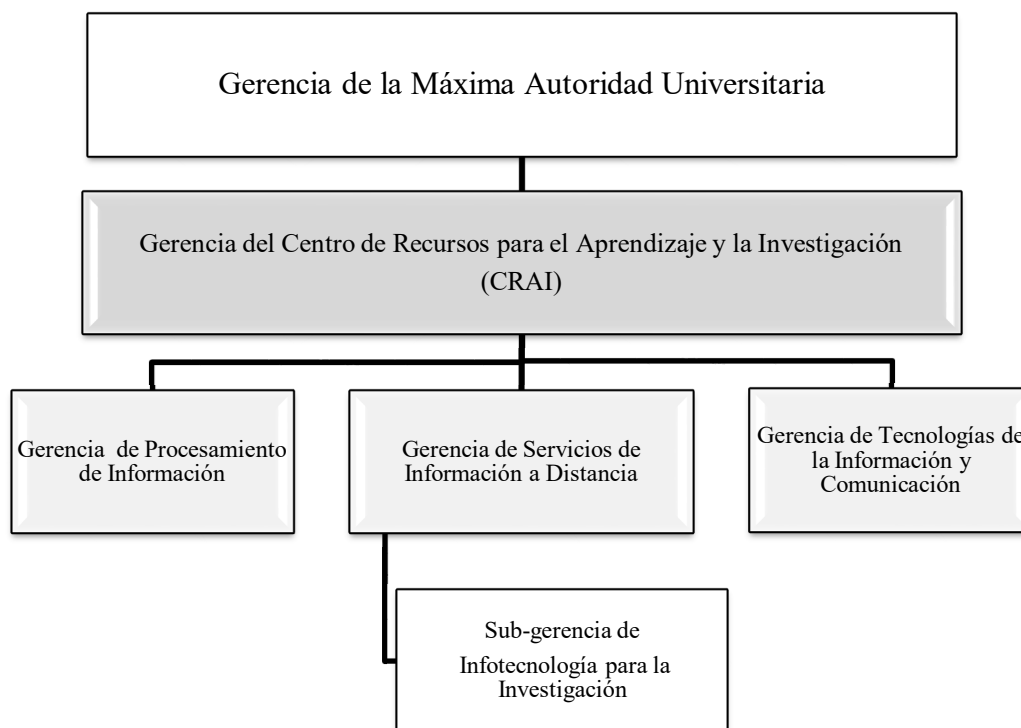 Gerencia de la Máxima Autoridad Universitaria
Gerencia del Centro de Recursos para el Aprendizaje y la Investigación
(CRAI)
Gerencia de Procesamiento
de Información
Gerencia de Servicios de
Información a Distancia
Gerencia de Tecnologías de
la Información y
Comunicación
Sub-gerencia de
Infotecnología para la
Investigación